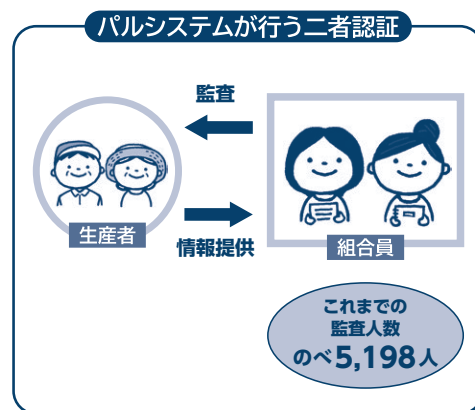 パルシステムが行う二者認証
監査
生産者
情報提供
組合員
これまでの
監査人数
のべ5,198人